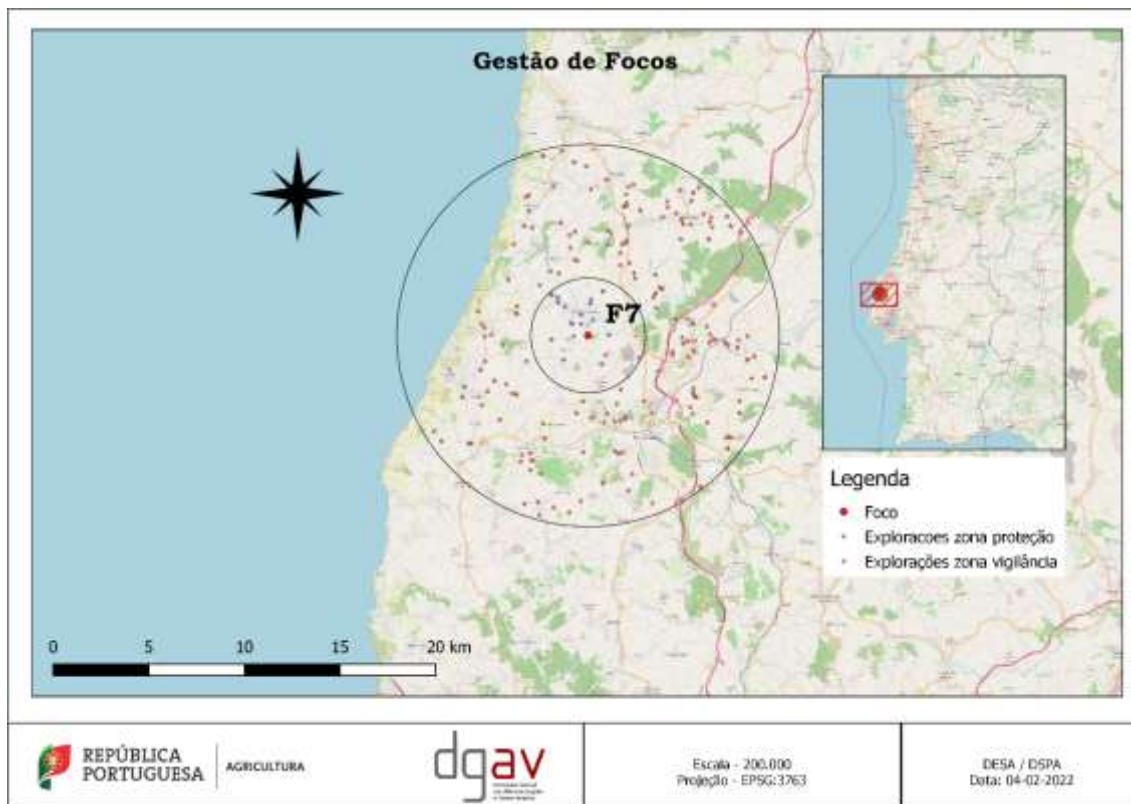 Gestão de Focos
F7
Legenda
Foco
Exploracoes zona proteção
Explorações zona vigilância
0 5 10 15 20 km
REPÚBLICA
PORTUGUESA
AGRICULTURA
dgav
Escala - 200.000
Projeção - EPSG:3763
DESA / DSPA
Data: 04-02-2022